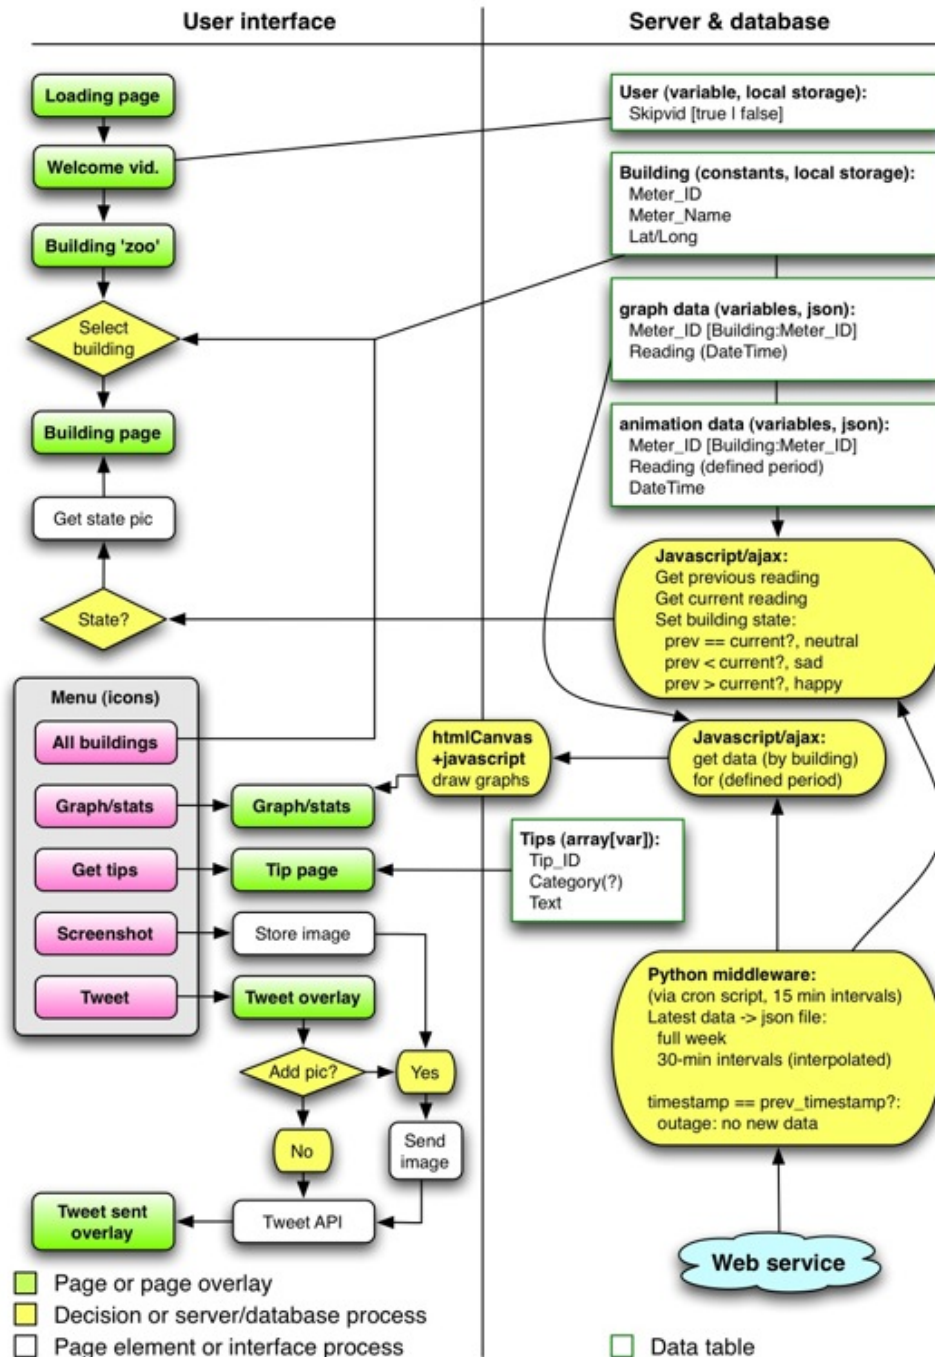 User interface
Loading page
Welcome vid.
Building 'zoo'
Select
building
Building page
Get state pic
State?
Menu (icons)
All buildings
Graph/stats
Get tips
Screenshot
Tweet
Graph/stats
Tip page
Store image
Tweet overlay
Add pic?
Yes
No
Send
image
Tweet API
Tweet sent
overlay
Server & database
User (variable, local storage):
Skipvid [true | false]
Building (constants, local storage):
Meter_ID
Meter_Name
Lat/Long
graph data (variables, json):
Meter_ID [Building:Meter_ID]
Reading (DateTime)
animation data (variables, json):
Meter_ID [Building:Meter_ID]
Reading (defined period)
DateTime
Javascript/ajax:
Get previous reading
Get current reading
Set building state:
prev == current?, neutral
prev < current?, sad
prev > current?, happy
htmlCanvas
+javascript
draw graphs
Javascript/ajax:
get data (by building)
for (defined period)
Tips (array[var]):
Tip_ID
Category(?)
Text
Python middleware:
(via cron script, 15 min intervals)
Latest data -> json file:
full week
30-min intervals (interpolated)
timestamp == prev_timestamp?:
outage: no new data
Web service
Page or page overlay
Decision or server/database process
Page element or interface process
Data table